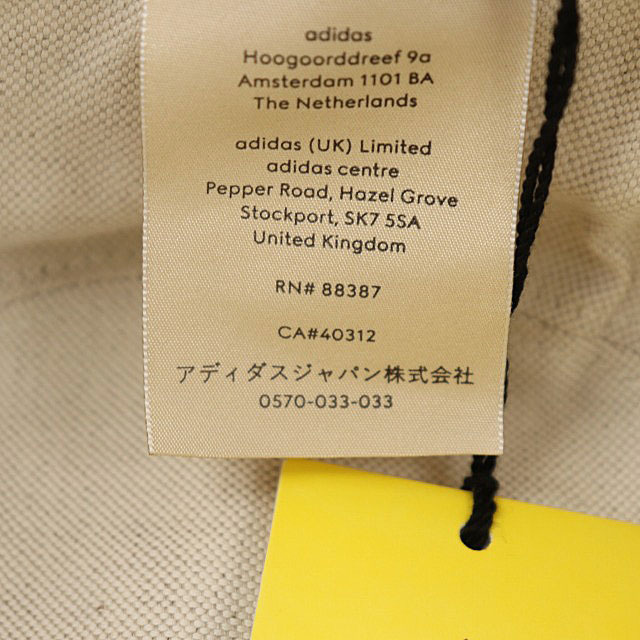 adidas
Hoogoorddreef 9a
Amsterdam 1101 BA
The Netherlands
adidas (UK) Limited
adidas centre
Pepper Road, Hazel Grove
Stockport, SK7 5SA
United Kingdom
RN# 88387
CA#40312
アディダスジャパン株式会社
0570-033-033